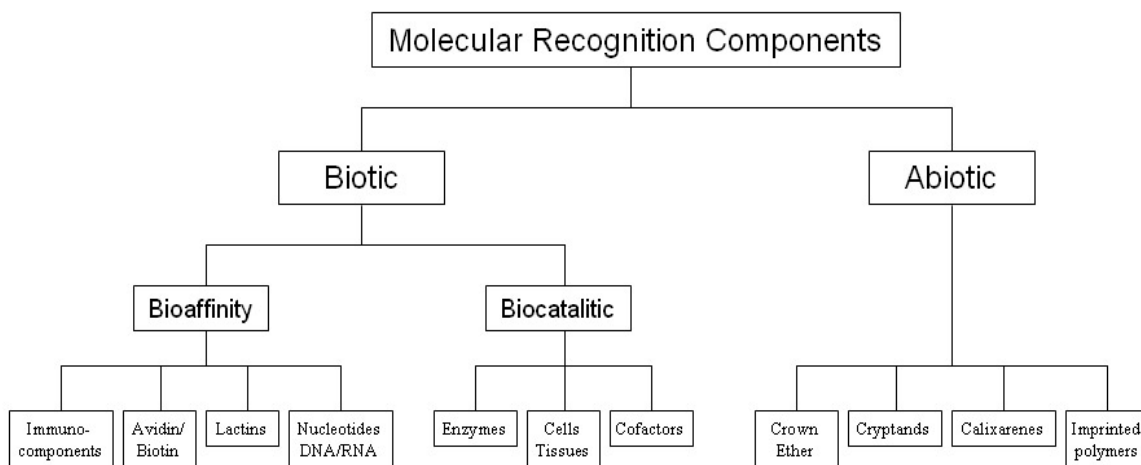 Molecular Recognition Components
Biotic
Abiotic
Bioaffinity
Biocatalitic
Immuno-
components
Avidin/
Biotin
Lactins
Nucleotides
DNA/RNA
Enzymes
Cells
Tissues
Cofactors
Crown
Ether
Cryptands
Calixarenes
Imprinted
polymers